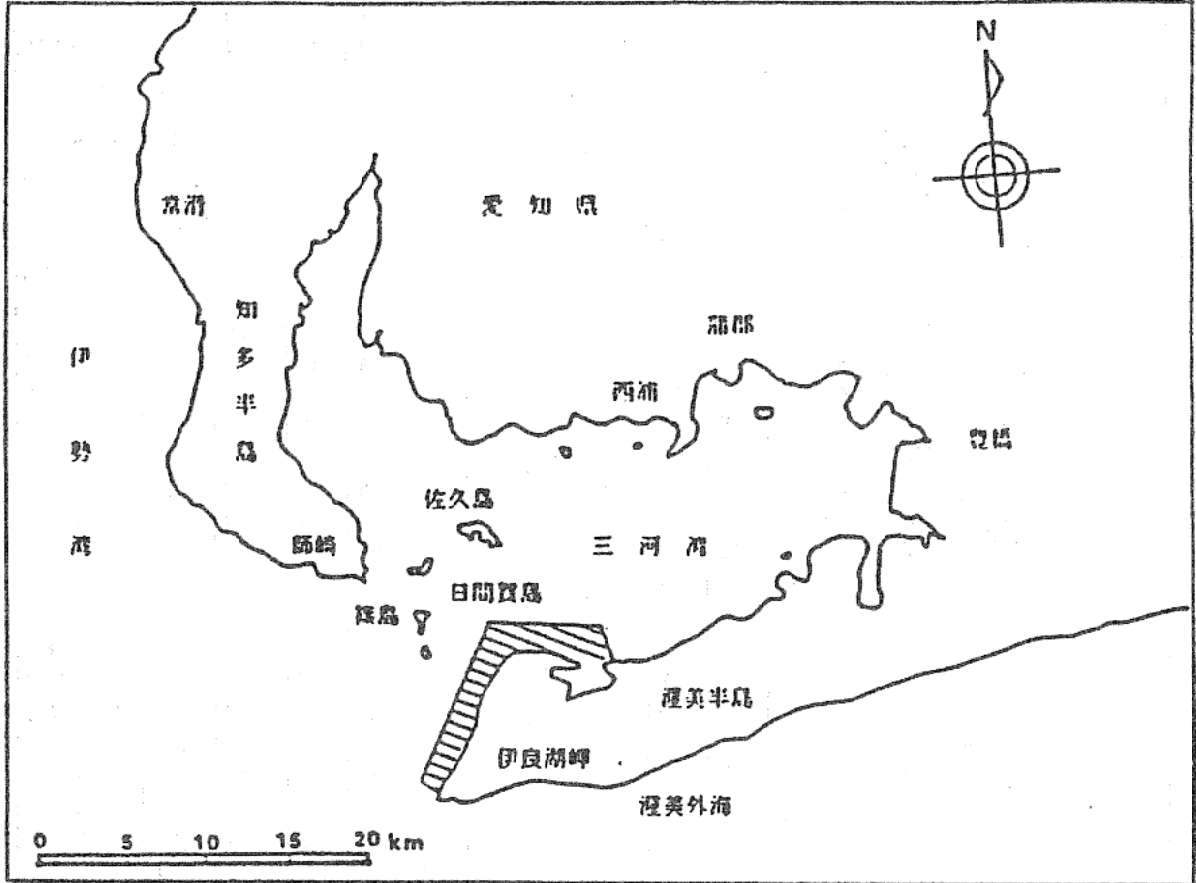 N
常滑
愛知県
知多半島
伊勢湾
蒲郡
西浦
豊橋
佐久島
師崎
三河湾
日間賀島
篠島
渥美半島
伊良湖岬
渥美外海
0 5 10 15 20 km